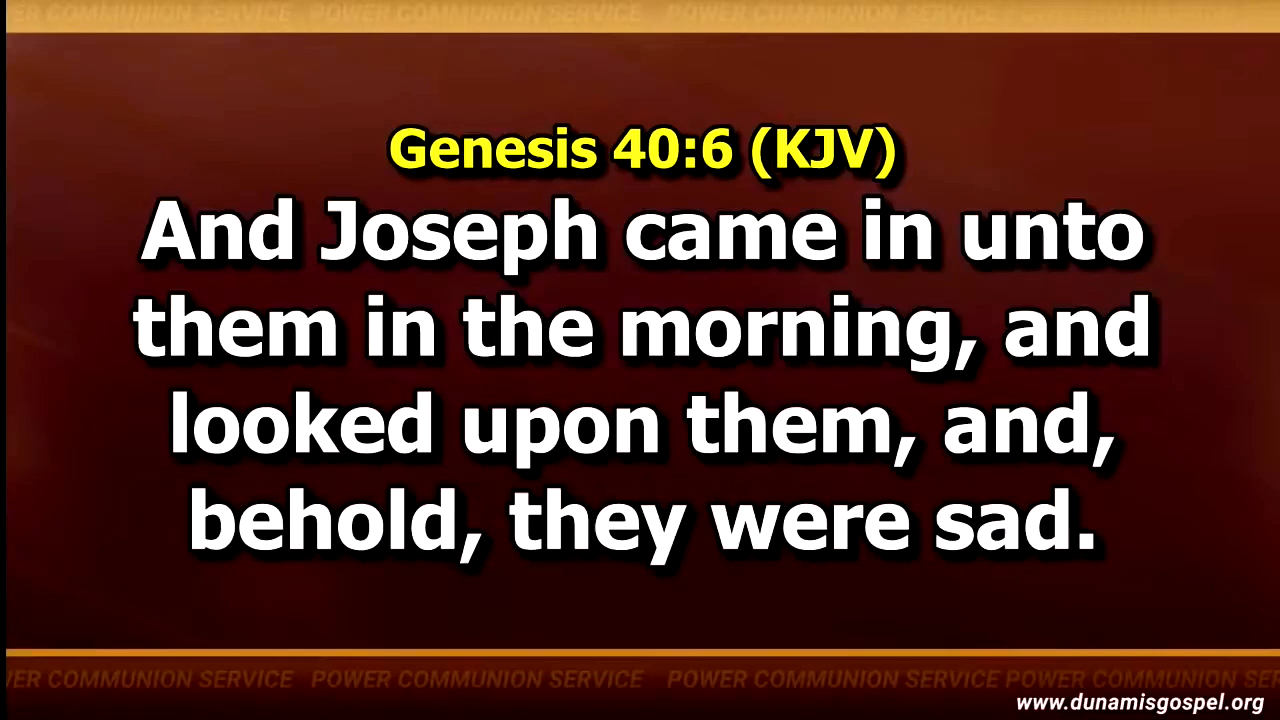 POWER COMMUNION SERVICE POWER COMMUNION SERVICE
Genesis 40:6 (KJV)
And Joseph came in unto
them in the morning, and
looked upon them, and,
behold, they were sad.
COMMUNION SERVICE POWER COMMUNION SERVICE POWER COMMUNION SERVICE
www.dunamisgospel.org